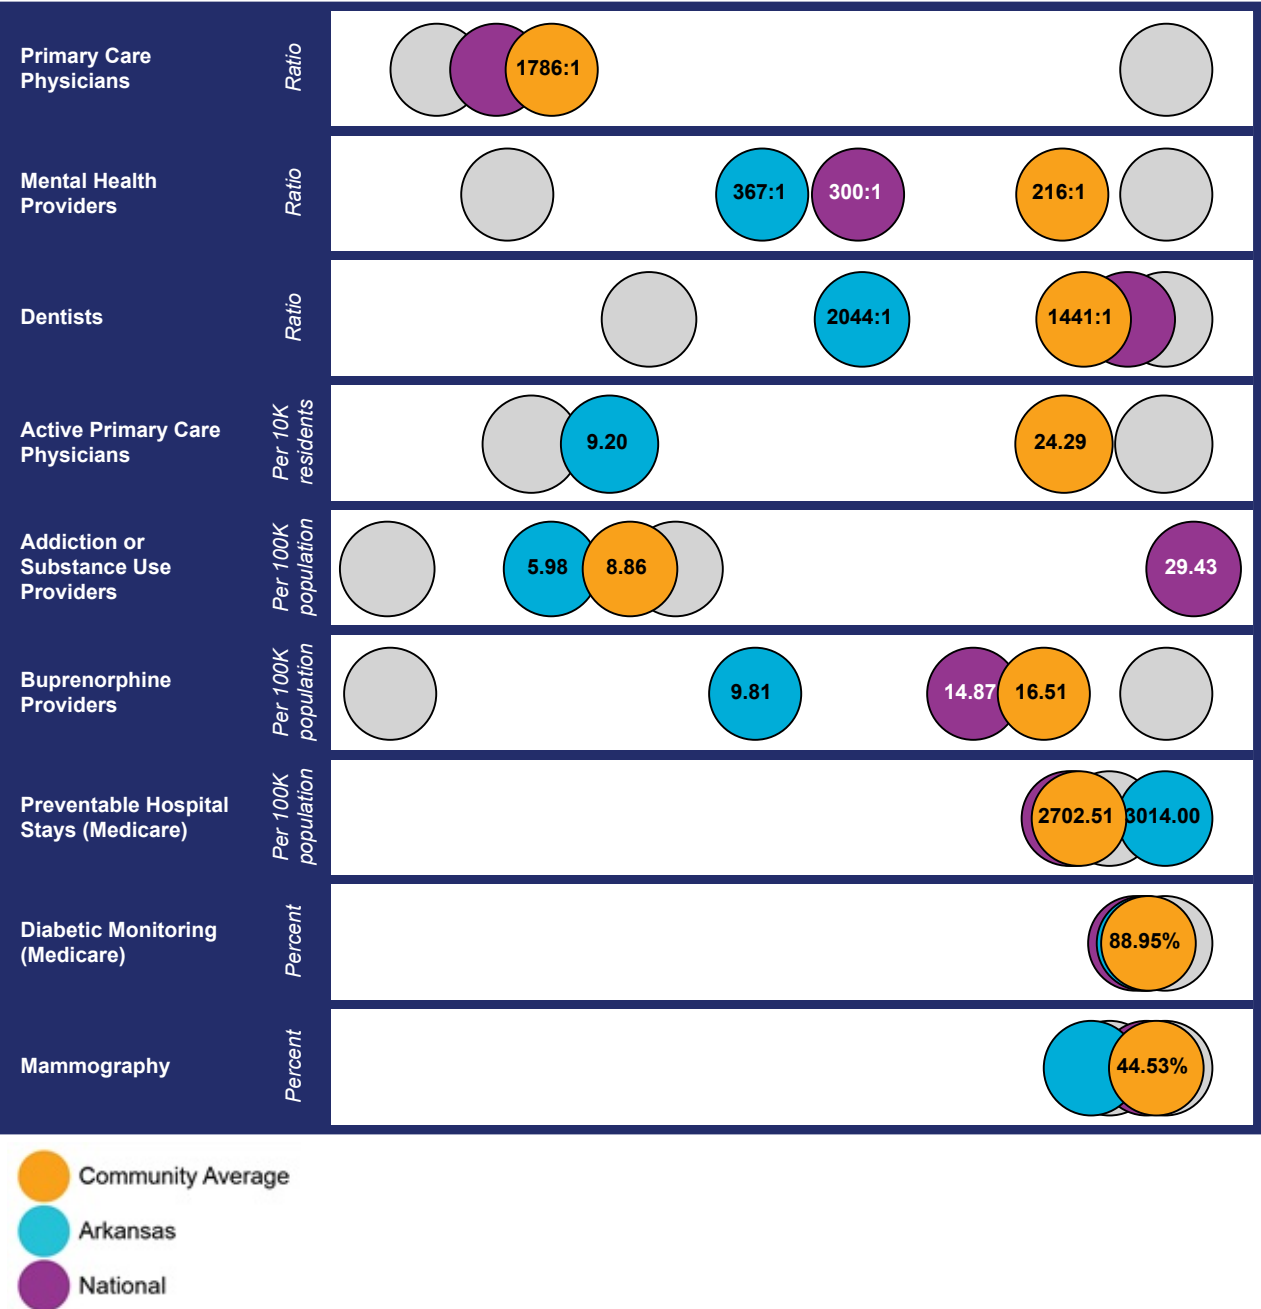 Primary Care
Physicians
Ratio
1786:1
Mental Health
Providers
Ratio
367:1
300:1
216:1
Dentists
Ratio
2044:1
1441:1
Active Primary Care
Physicians
Per 10K
residents
9.20
24.29
Addiction or
Substance Use
Providers
Per 100K
population
5.98
8.86
29.43
Buprenorphine
Providers
Per 100K
population
9.81
14.87
16.51
Preventable Hospital
Stays (Medicare)
Per 100K
population
2702.51
3014.00
Diabetic Monitoring
(Medicare)
Percent
88.95%
Mammography
Percent
44.53%
Community Average
Arkansas
National